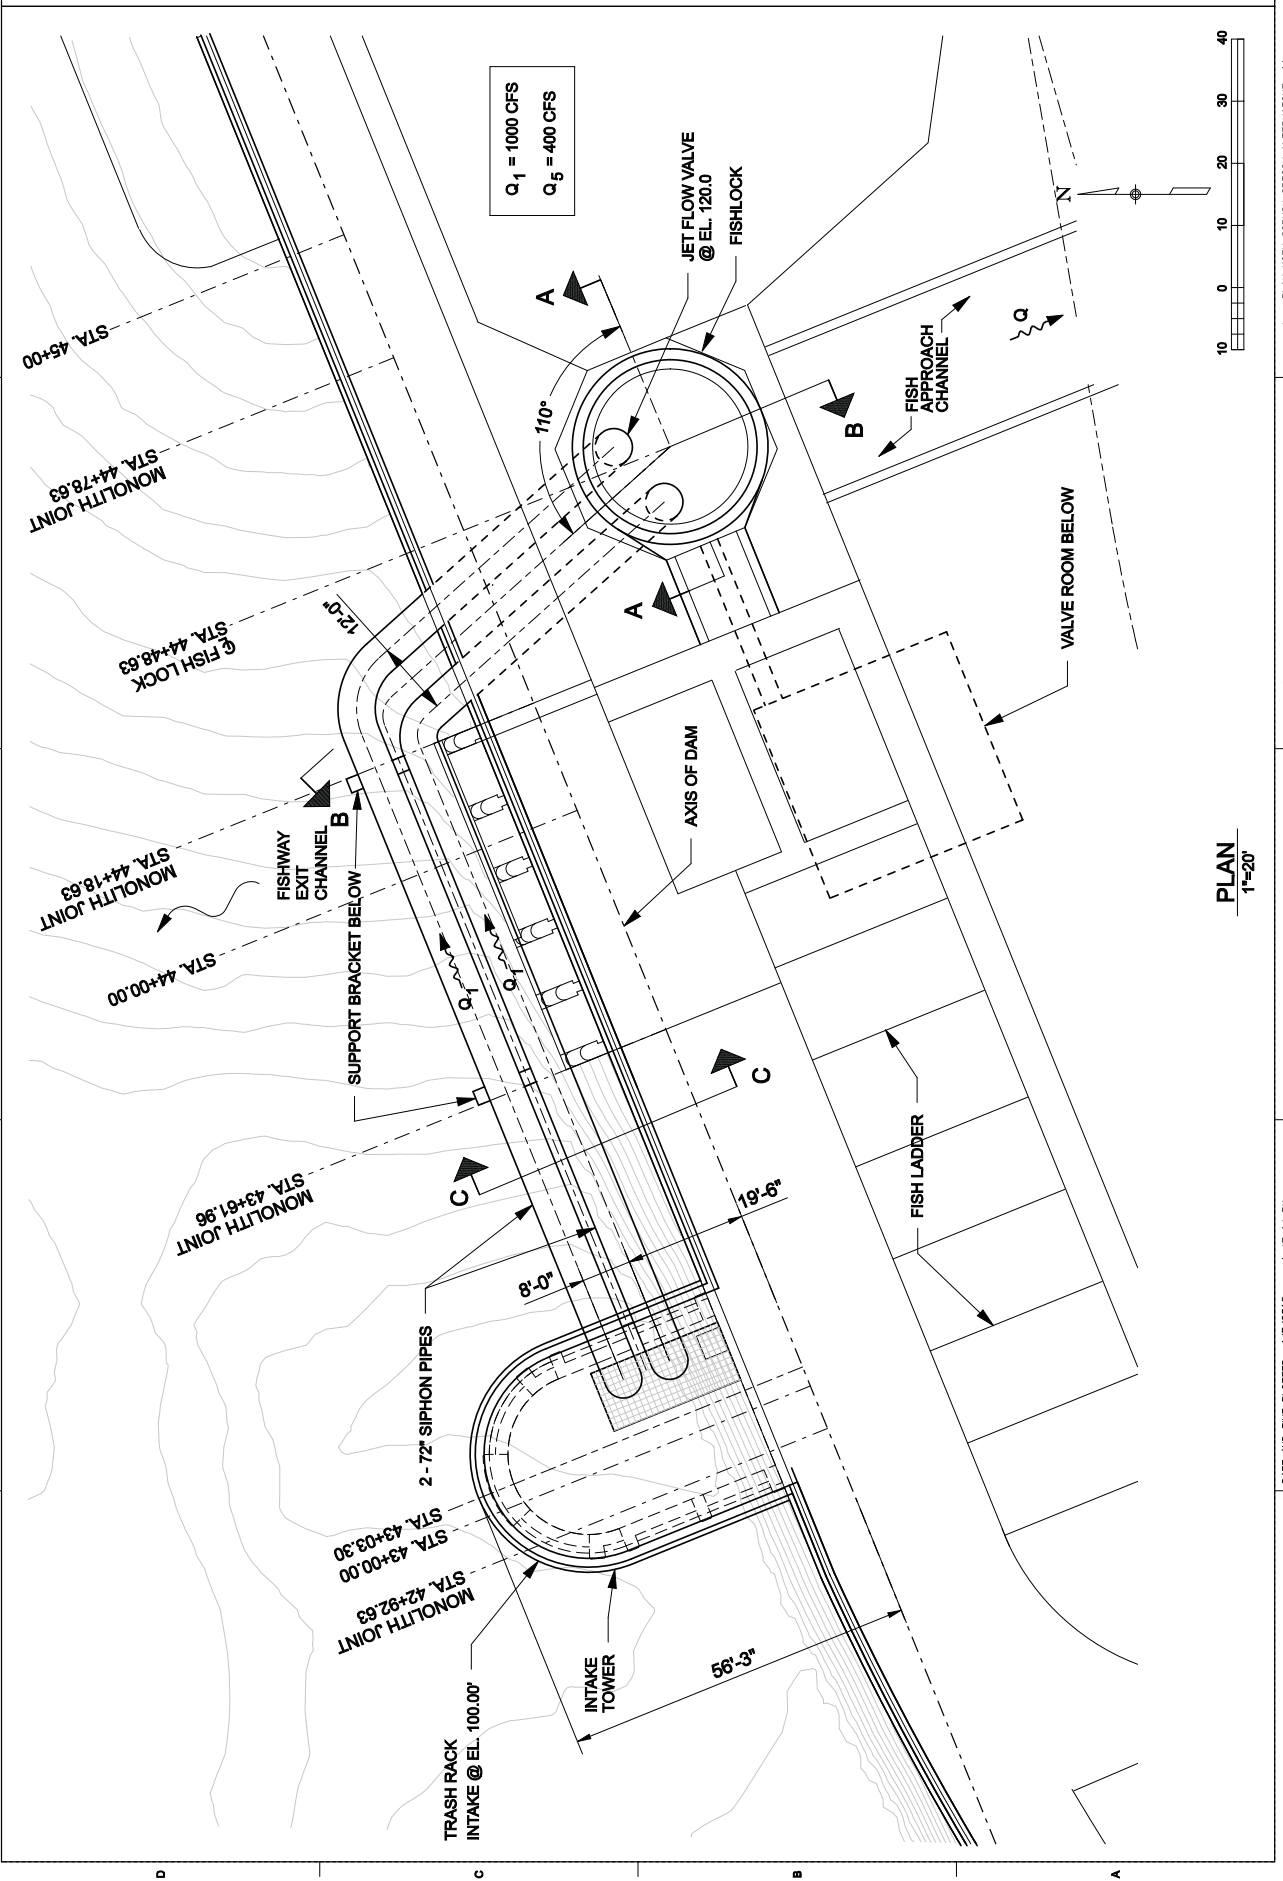 STA. 45+00
MONOLITH JOINT
STA. 44+78.63
℄ FISH LOCK
STA. 44+48.63
MONOLITH JOINT
STA. 44+18.63
STA. 44+00.00
MONOLITH JOINT
STA. 43+61.96
STA. 43+03.30
STA. 43+00.00
MONOLITH JOINT
STA. 42+92.63
Q1 = 1000 CFS
Q5 = 400 CFS
JET FLOW VALVE
@ EL. 120.0
FISHLOCK
A
110°
A
B
B
12'-0"
FISHWAY
EXIT
CHANNEL
SUPPORT BRACKET BELOW
Q1
Q1
FISH
APPROACH
CHANNEL
Q
N
VALVE ROOM BELOW
AXIS OF DAM
C
C
19'-6"
8'-0"
FISH LADDER
2 - 72" SIPHON PIPES
TRASH RACK
INTAKE @ EL. 100.00'
INTAKE
TOWER
56'-3"
PLAN
1"=20'
10 0 10 20 30 40
D
C
B
A